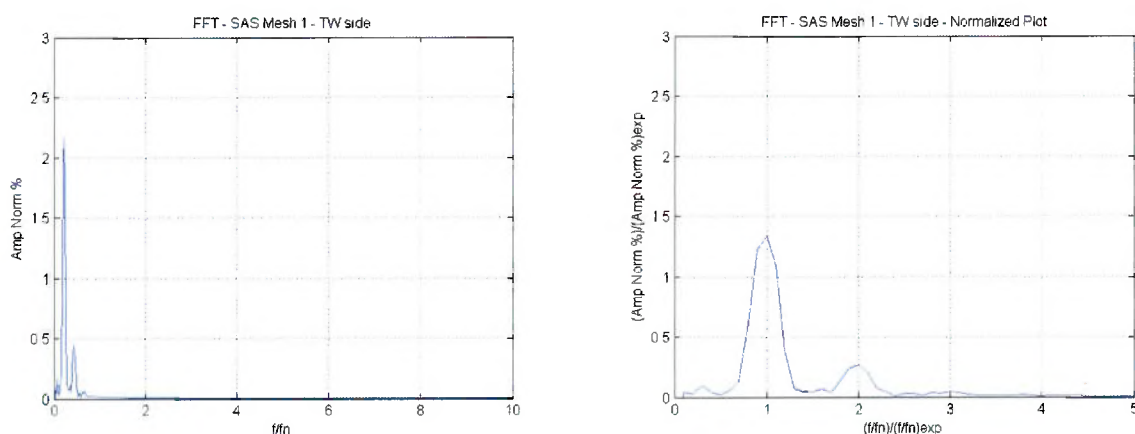 FFT - SAS Mesh 1 - TW side
3
2 5
2
1 5
1
0 5
0
Amp Norm %
0 2 4 6 8 10
f/fn
FFT - SAS Mesh 1 - TW side - Normalized Plot
3
2 5
2
1 5
1
0 5
0
(Amp Norm %)/(Amp Norm %)exp
0 1 2 3 4 5
(f/fn)/(f/fn)exp